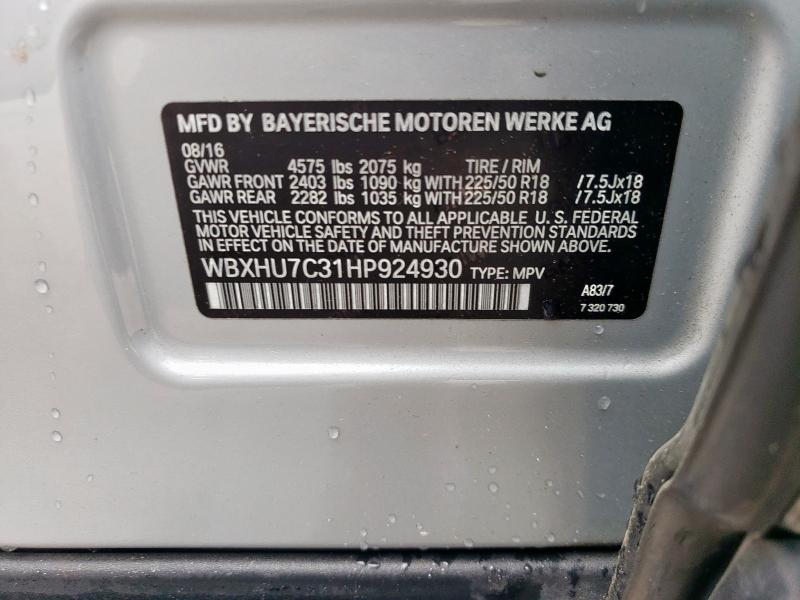 MFD BY BAYERISCHE MOTOREN WERKE AG
08/16
GVWR 4575 lbs 2075 kg TIRE / RIM
GAWR FRONT 2403 lbs 1090 kg WITH 225/50 R18 /7.5Jx18
GAWR REAR 2282 lbs 1035 kg WITH 225/50 R18 /7.5Jx18
THIS VEHICLE CONFORMS TO ALL APPLICABLE U. S. FEDERAL
MOTOR VEHICLE SAFETY AND THEFT PREVENTION STANDARDS
IN EFFECT ON THE DATE OF MANUFACTURE SHOWN ABOVE.
WBXHU7C31HP924930 TYPE: MPV
A83/7
7 320 730